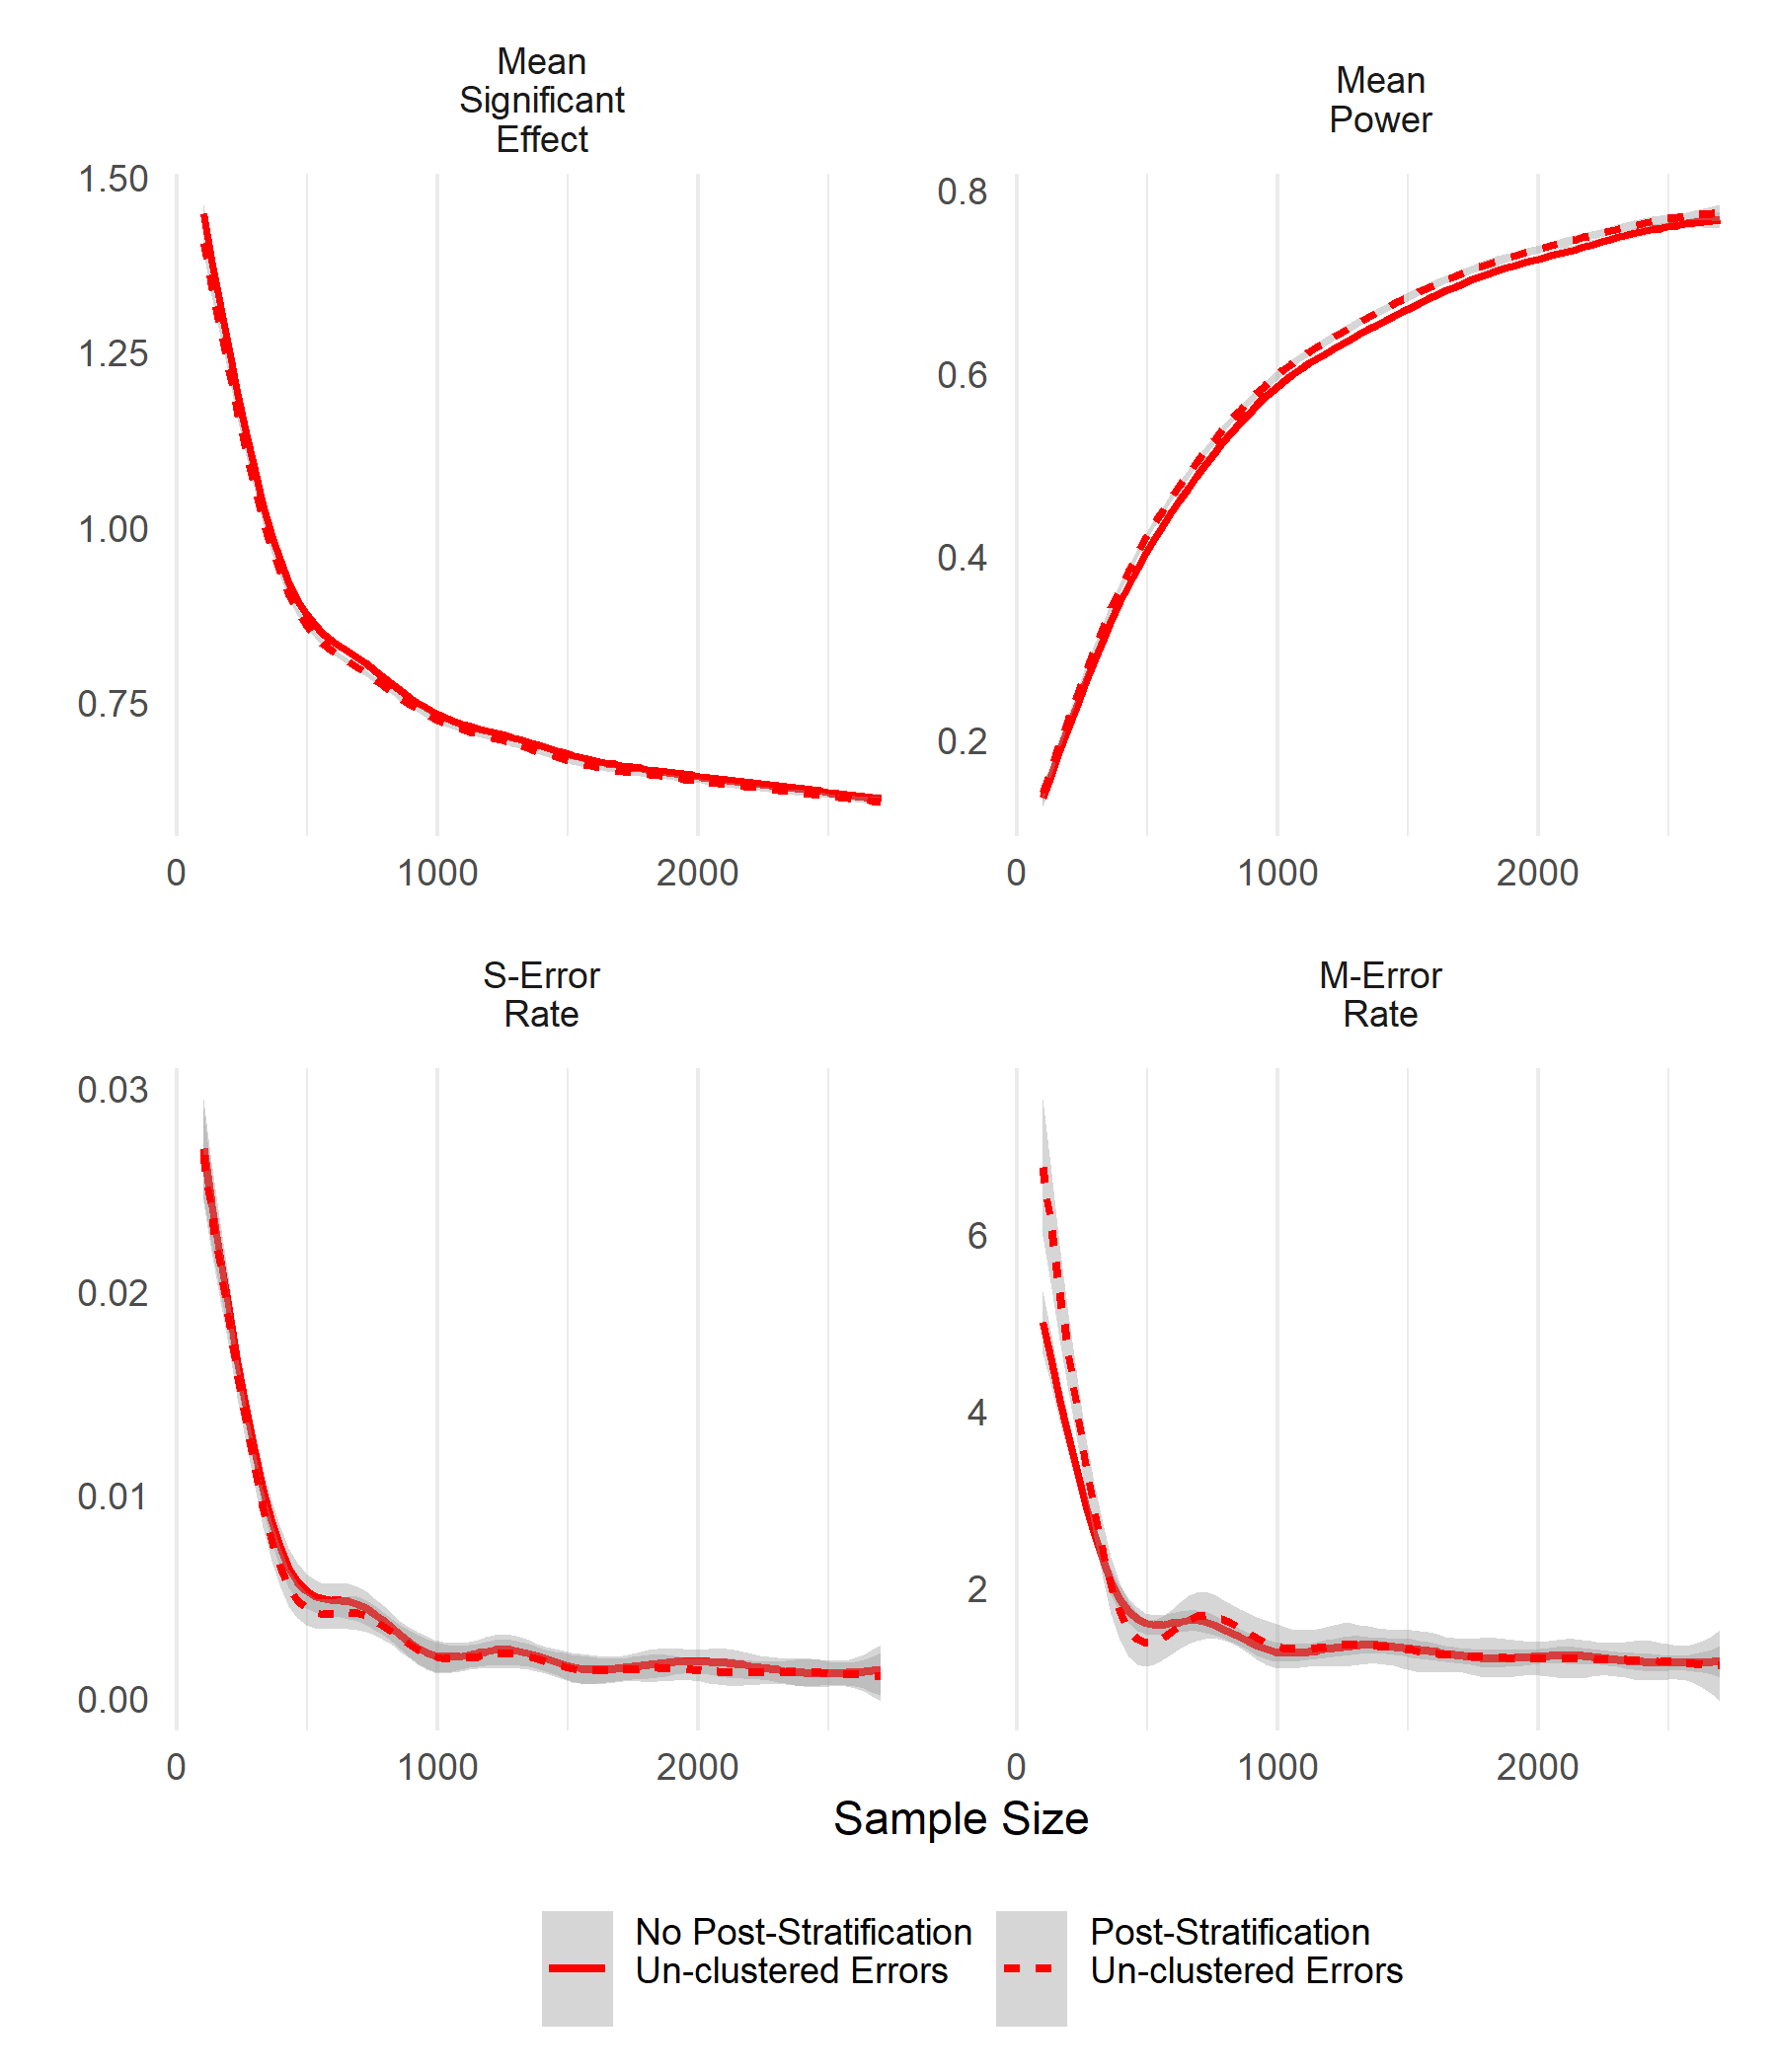 Mean
Significant
Effect
1.50
1.25
1.00
0.75
0 1000 2000
Mean
Power
0.8
0.6
0.4
0.2
0 1000 2000
S-Error
Rate
0.03
0.02
0.01
0.00
0 1000 2000
M-Error
Rate
6
4
2
0 1000 2000
Sample Size
No Post-Stratification
Un-clustered Errors
Post-Stratification
Un-clustered Errors